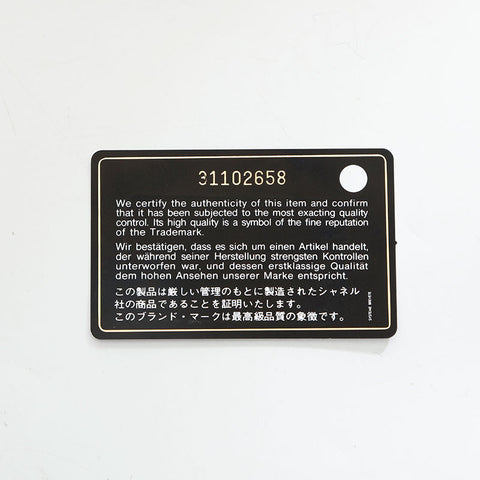 31102658
We certify the authenticity of this item and confirm
that it has been subjected to the most exacting quality
control. Its high quality is a symbol of the fine reputation
of the Trademark.
Wir bestätigen, dass es sich um einen Artikel handelt,
der während seiner Herstellung strengsten Kontrollen
unterworfen war, und dessen erstklassige Qualität
dem hohen Ansehen unserer Marke entspricht.
この製品は厳しい管理のもとに製造されたシャネル
社の商品であることを証明いたします。
このブランド・マークは最高級品質の象徴です。